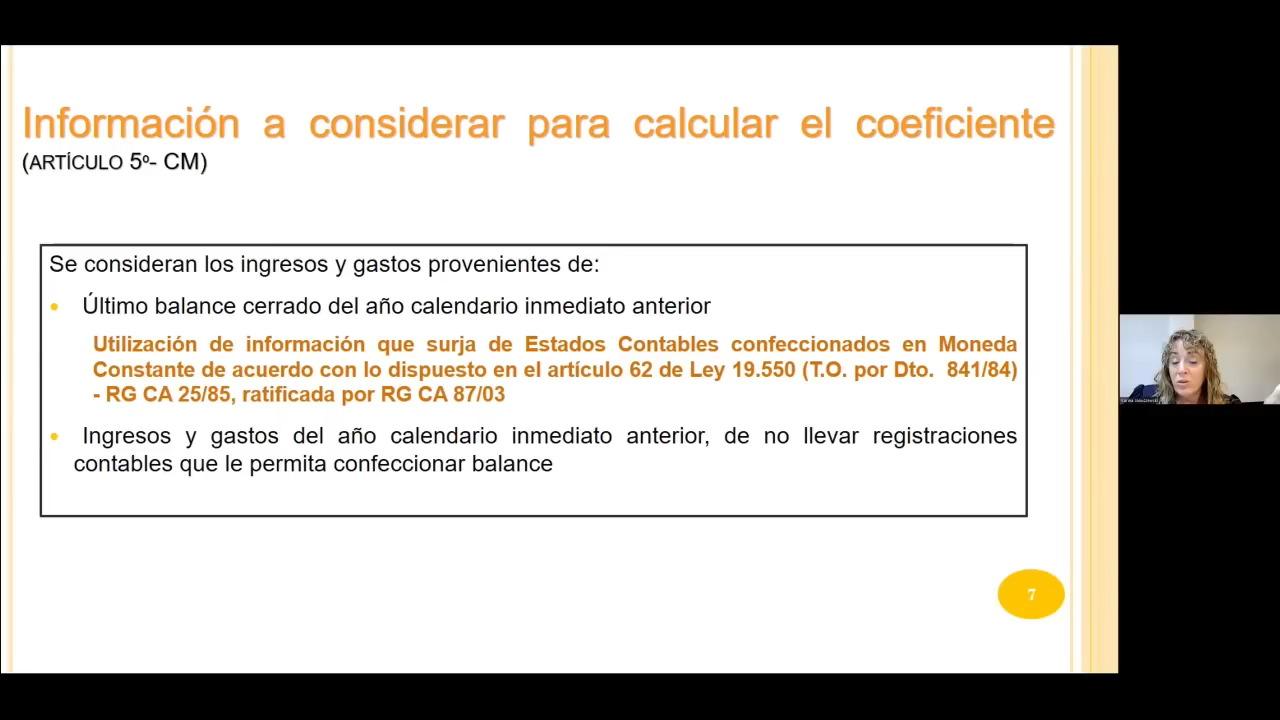 Información a considerar para calcular el coeficiente
(ARTÍCULO 5º- CM)
Se consideran los ingresos y gastos provenientes de:
• Último balance cerrado del año calendario inmediato anterior
Utilización de información que surja de Estados Contables confeccionados en Moneda
Constante de acuerdo con lo dispuesto en el artículo 62 de Ley 19.550 (T.O. por Dto. 841/84)
- RG CA 25/85, ratificada por RG CA 87/03
• Ingresos y gastos del año calendario inmediato anterior, de no llevar registraciones
contables que le permita confeccionar balance
7